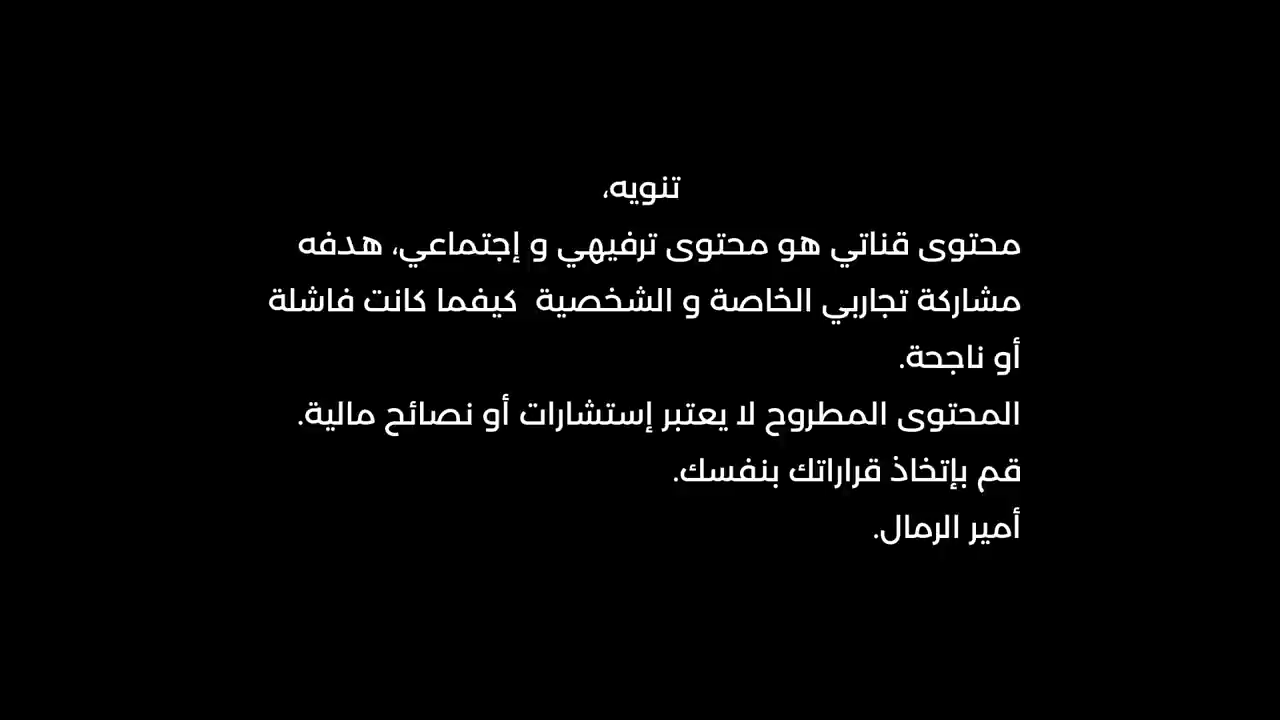 تنويه،
محتوى قناتي هو محتوى ترفيهي و إجتماعي، هدفه
مشاركة تجاربي الخاصة و الشخصية كيفما كانت فاشلة
أو ناجحة.
المحتوى المطروح لا يعتبر إستشارات أو نصائح مالية.
قم بإتخاذ قراراتك بنفسك.
أمير الرمال.